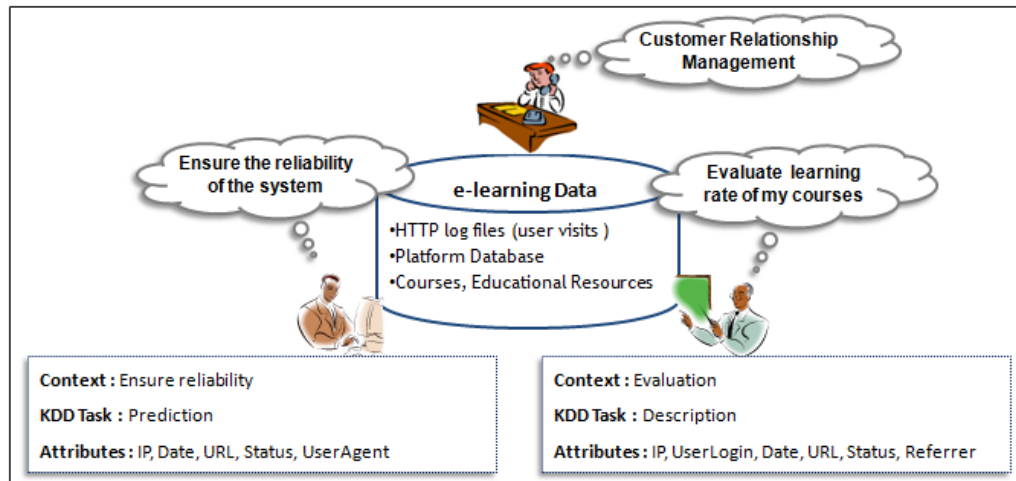 Customer Relationship
Management
Ensure the reliability
of the system
e-learning Data
Evaluate learning
rate of my courses
•HTTP log files (user visits )
•Platform Database
•Courses, Educational Resources
Context : Ensure reliability
KDD Task : Prediction
Attributes : IP, Date, URL, Status, UserAgent
Context : Evaluation
KDD Task : Description
Attributes : IP, UserLogin, Date, URL, Status, Referrer